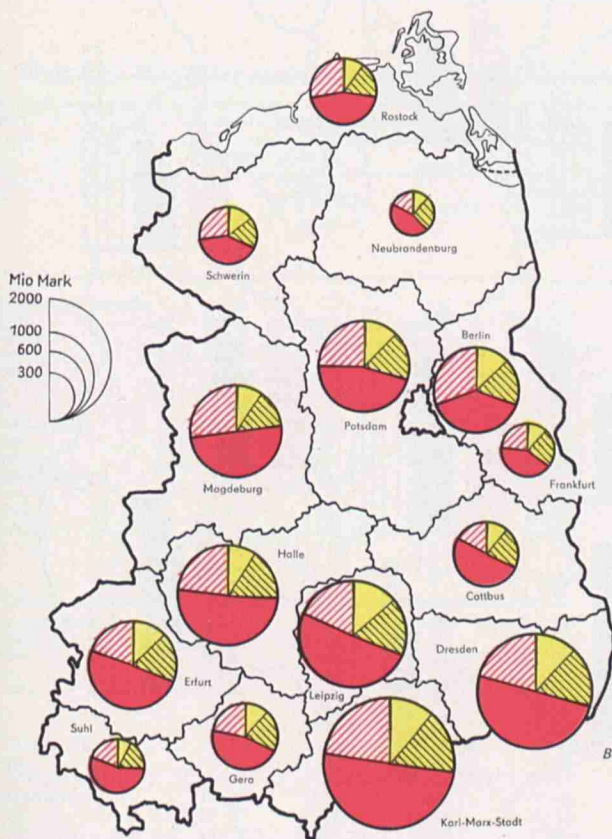 Rostock
Schwerin
Neubrandenburg
Mio Mark
2000
1000
600
300
Berlin
Potsdam
Frankfurt
Magdeburg
Halle
Cottbus
Erfurt
Leipzig
Dresden
Suhl
Gera
Karl-Marx-Stadt
B